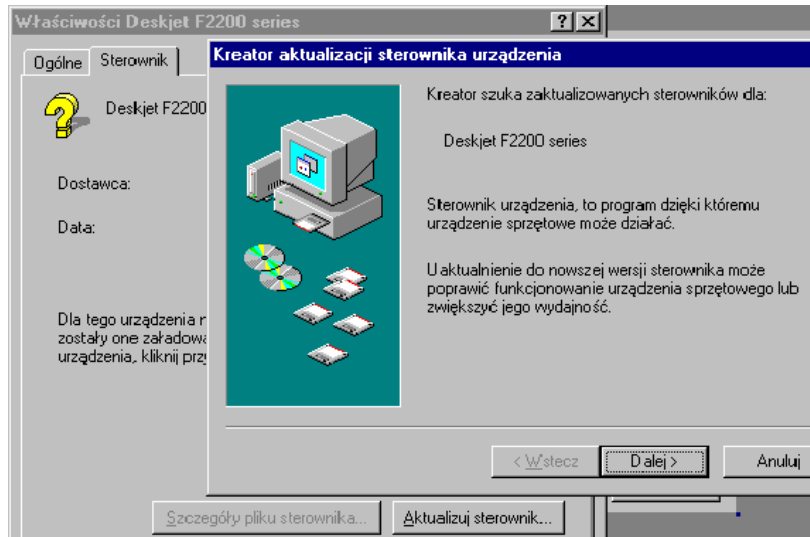 Właściwości Deskjet F2200 series
Ogólne
Sterownik
Deskjet F2200
Dostawca:
Data:
Dla tego urządzenia
zostały one
urządzenia, kliknij
Szczegóły pliku sterownika...
Aktualizuj sterownik...
Kreator aktualizacji sterownika urządzenia
Kreator szuka zaktualizowanych sterowników dla:
Deskjet F2200 series
Sterownik urządzenia, to program dzięki któremu
urządzenie sprzętowe może działać.
Uaktualnienie do nowszej wersji sterownika może
poprawić funkcjonowanie urządzenia sprzętowego lub
zwiększyć jego wydajność.
< Wstecz
Dalej >
Anuluj